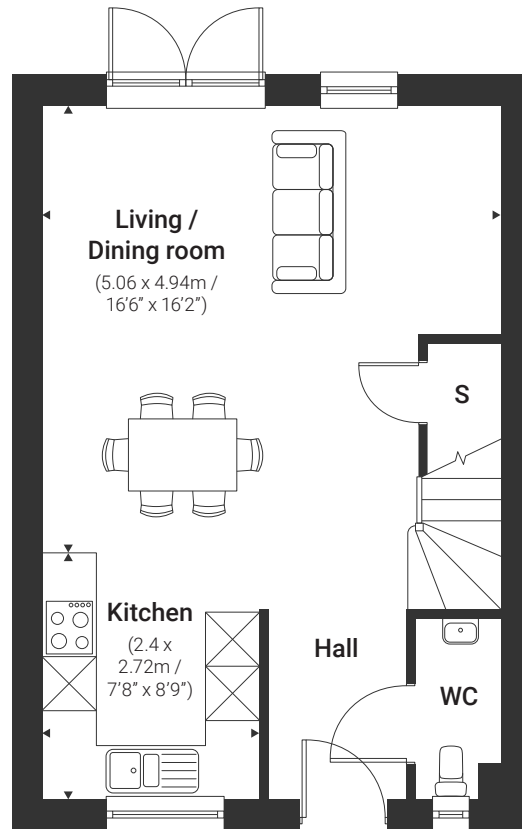 Living /
Dining room
(5.06 x 4.94m /
16’6” x 16’2”)
S
Kitchen
(2.4 x
2.72m /
7’8” x 8’9”)
Hall
WC